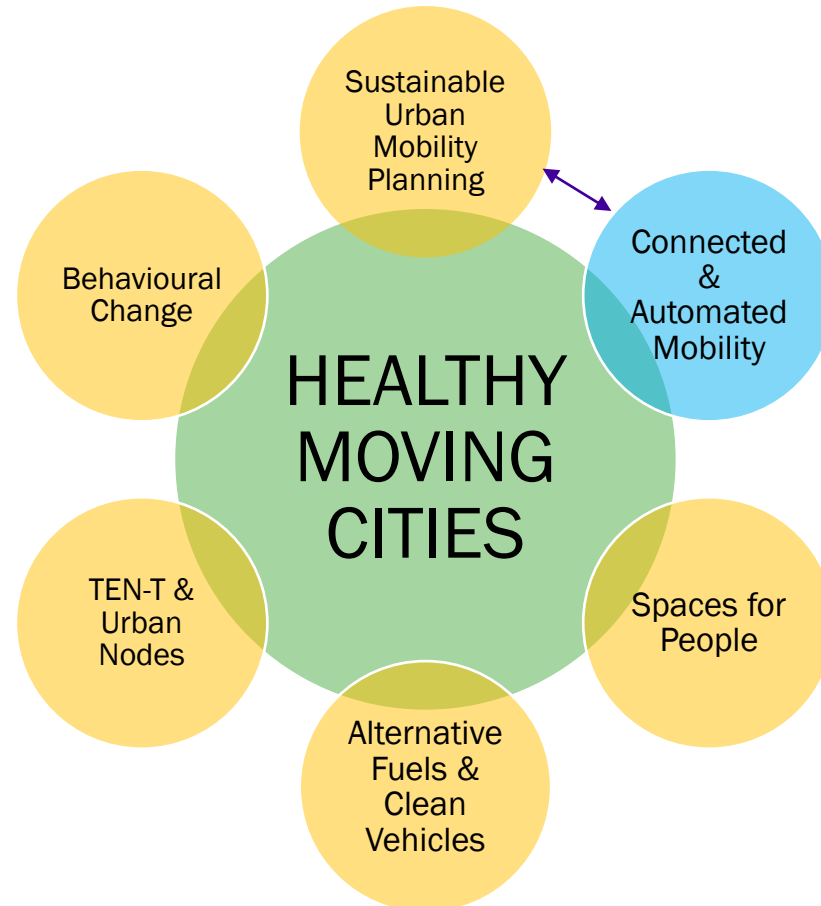 Sustainable
Urban
Mobility
Planning
Connected
&
Automated
Mobility
Behavioural
Change
HEALTHY
MOVING
CITIES
TEN-T &
Urban
Nodes
Spaces for
People
Alternative
Fuels &
Clean
Vehicles